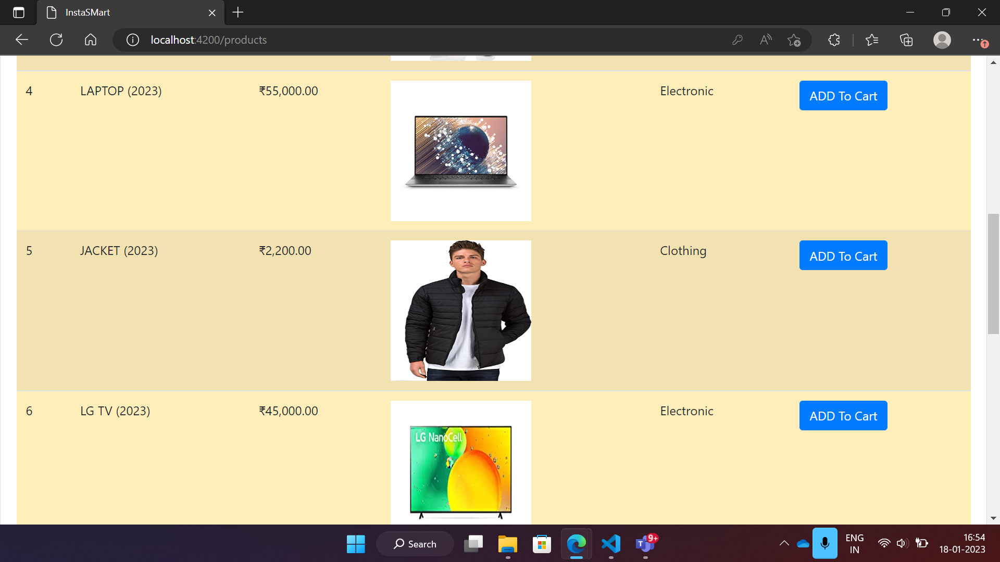 InstaSMart
localhost:4200/products
4 LAPTOP (2023) ₹55,000.00 Electronic ADD To Cart
5 JACKET (2023) ₹2,200.00 Clothing ADD To Cart
6 LG TV (2023) ₹45,000.00 Electronic ADD To Cart
LG NanoCell
Search
T 9+
ENG
IN
16:54
18-01-2023